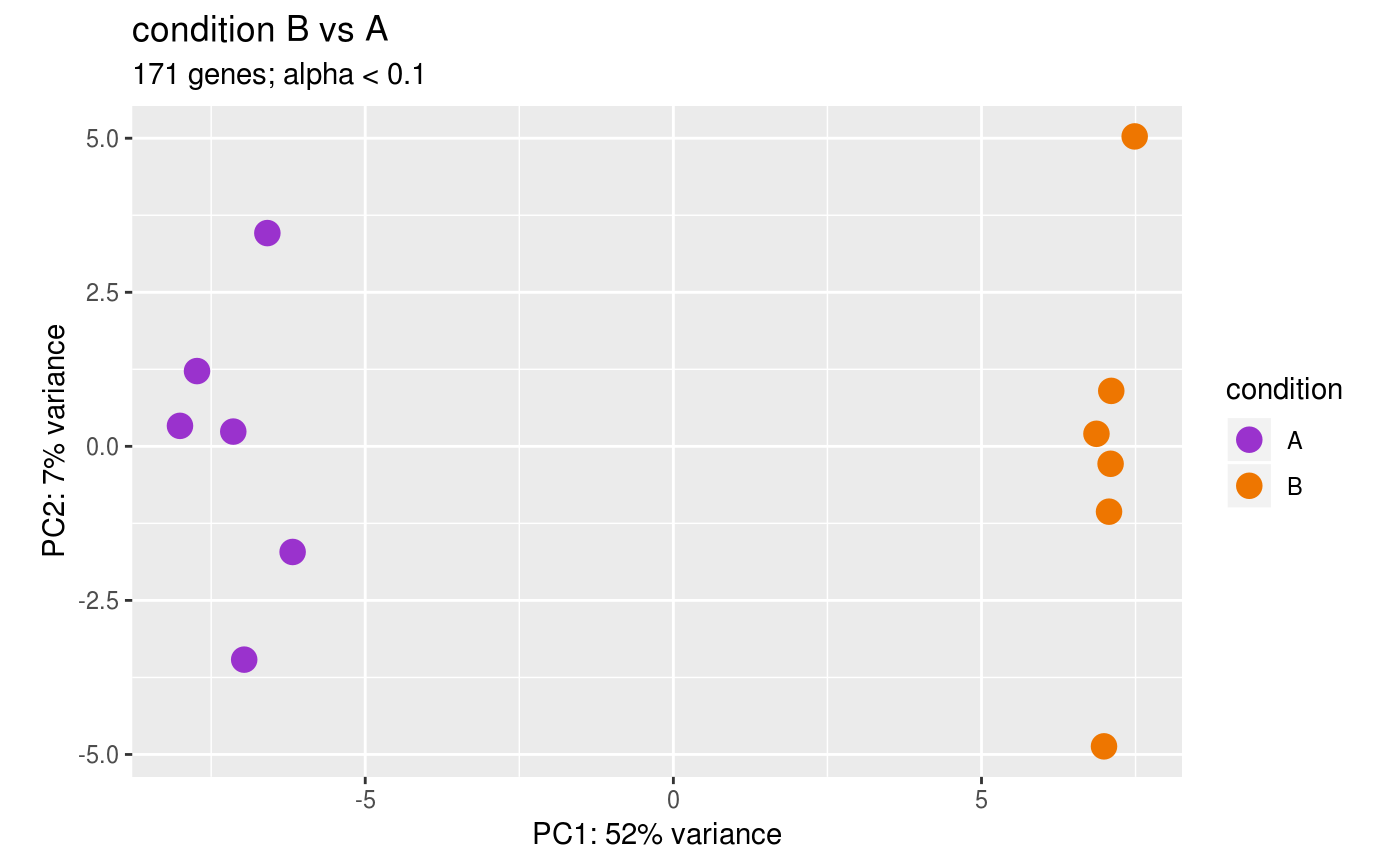 condition B vs A
171 genes; alpha < 0.1
5.0
2.5
0.0
-2.5
-5.0
PC2: 7% variance
-5
0
5
PC1: 52% variance
condition
A
B